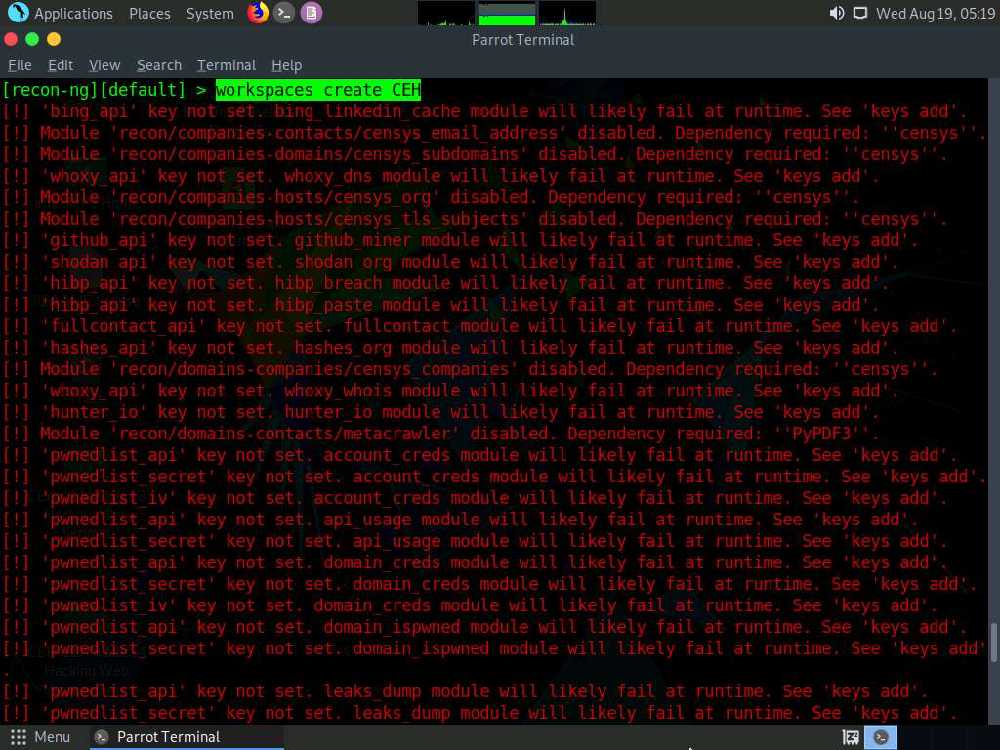 Applications Places System Wed Aug 19, 05:19
Parrot Terminal
File Edit View Search Terminal Help
[recon-ng][default] > workspaces create CEH
[!] 'bing_api' key not set. bing_linkedin_cache module will likely fail at runtime. See 'keys add'.
[!] Module 'recon/companies-contacts/censys_email_address' disabled. Dependency required: ''censys''.
[!] Module 'recon/companies-domains/censys_subdomains' disabled. Dependency required: ''censys''.
[!] 'whoxy_api' key not set. whoxy_dns module will likely fail at runtime. See 'keys add'.
[!] Module 'recon/companies-hosts/censys_org' disabled. Dependency required: ''censys''.
[!] Module 'recon/companies-hosts/censys_tls_subjects' disabled. Dependency required: ''censys''.
[!] 'github_api' key not set. github_miner module will likely fail at runtime. See 'keys add'.
[!] 'shodan_api' key not set. shodan_org module will likely fail at runtime. See 'keys add'.
[!] 'hibp_api' key not set. hibp_breach module will likely fail at runtime. See 'keys add'.
[!] 'hibp_api' key not set. hibp_paste module will likely fail at runtime. See 'keys add'.
[!] 'fullcontact_api' key not set. fullcontact module will likely fail at runtime. See 'keys add'.
[!] 'hashes_api' key not set. hashes_org module will likely fail at runtime. See 'keys add'.
[!] Module 'recon/domains-companies/censys_companies' disabled. Dependency required: ''censys''.
[!] 'whoxy_api' key not set. whoxy_whois module will likely fail at runtime. See 'keys add'.
[!] 'hunter_io' key not set. hunter_io module will likely fail at runtime. See 'keys add'.
[!] Module 'recon/domains-contacts/metacrawler' disabled. Dependency required: ''PyPDF3''.
[!] 'pwnedlist_api' key not set. account_creds module will likely fail at runtime. See 'keys add'.
[!] 'pwnedlist_secret' key not set. account_creds module will likely fail at runtime. See 'keys add'.
[!] 'pwnedlist_iv' key not set. account_creds module will likely fail at runtime. See 'keys add'.
[!] 'pwnedlist_api' key not set. api_usage module will likely fail at runtime. See 'keys add'.
[!] 'pwnedlist_secret' key not set. api_usage module will likely fail at runtime. See 'keys add'.
[!] 'pwnedlist_api' key not set. domain_creds module will likely fail at runtime. See 'keys add'.
[!] 'pwnedlist_secret' key not set. domain_creds module will likely fail at runtime. See 'keys add'.
[!] 'pwnedlist_iv' key not set. domain_creds module will likely fail at runtime. See 'keys add'.
[!] 'pwnedlist_api' key not set. domain_ispwned module will likely fail at runtime. See 'keys add'.
[!] 'pwnedlist_secret' key not set. domain_ispwned module will likely fail at runtime. See 'keys add'
.
Hacking Web
[!] 'pwnedlist_api' key not set. leaks_dump module will likely fail at runtime. See 'keys add'.
[!] 'pwnedlist_secret' key not set. leaks_dump module will likely fail at runtime. See 'keys add'.
Menu Parrot Terminal